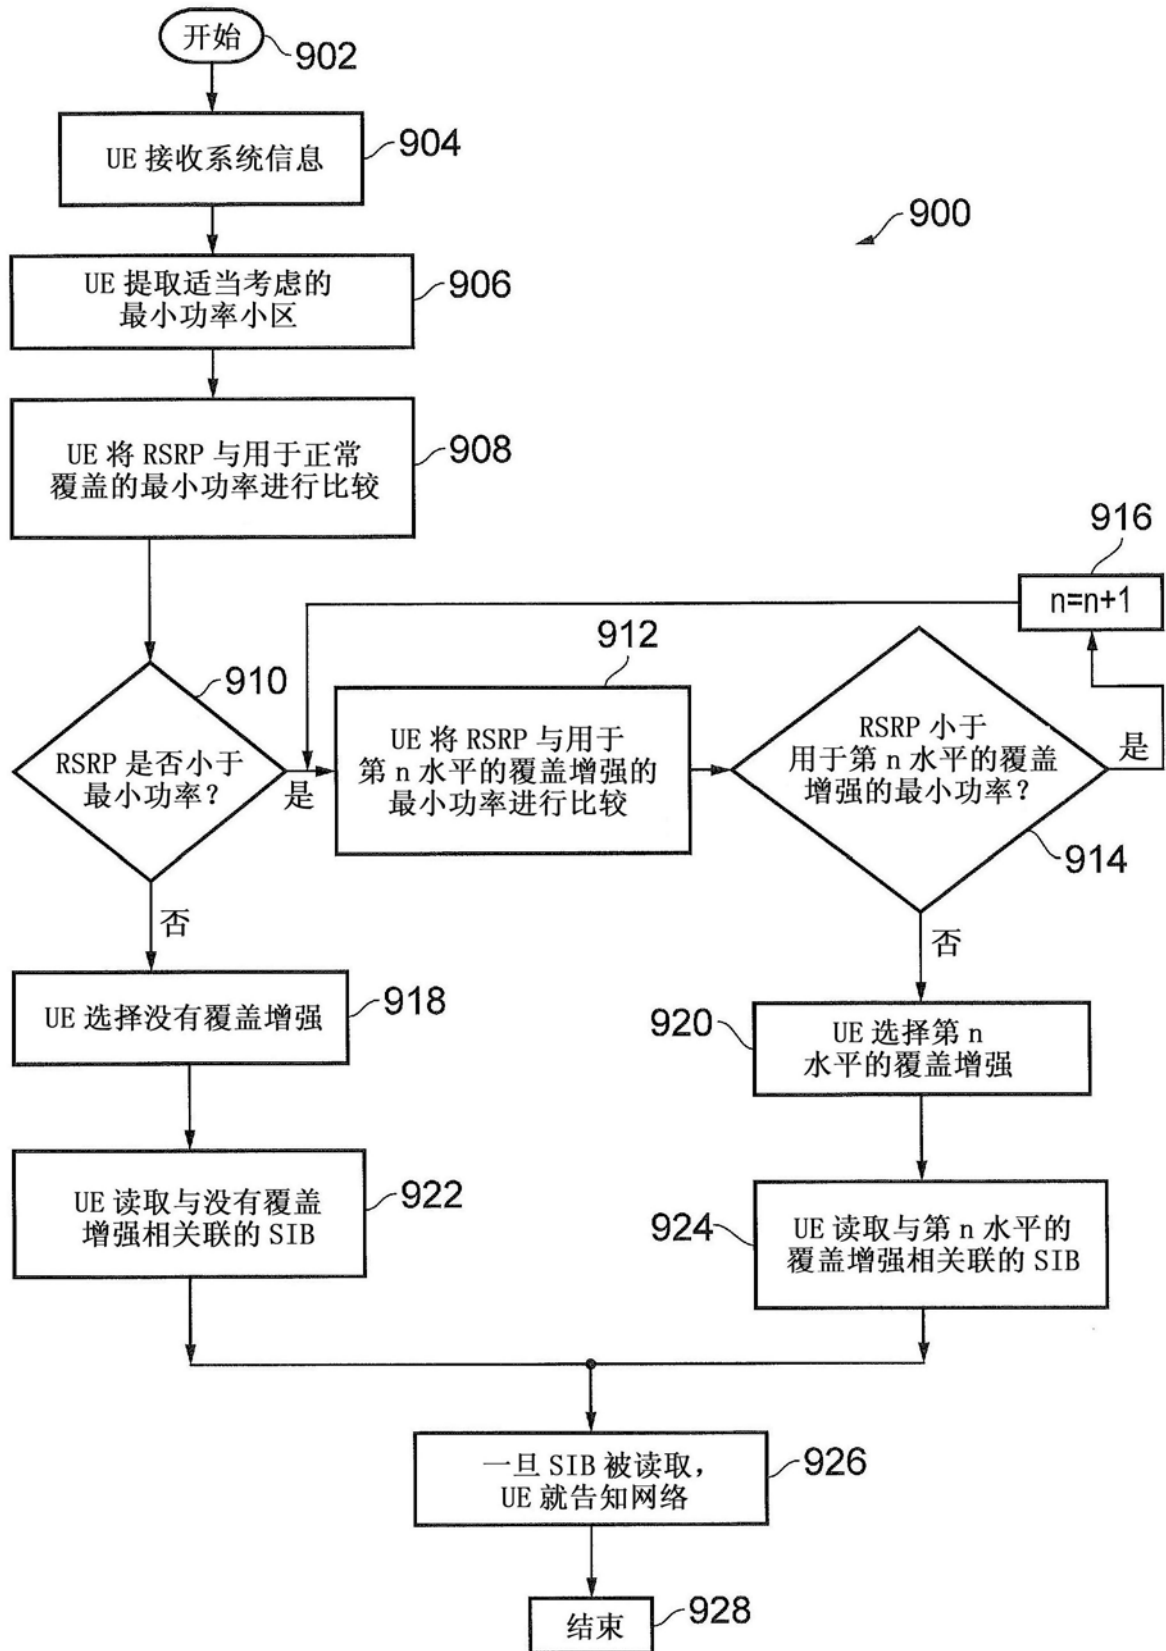 开始
902
UE 接收系统信息
904
900
UE 提取适当考虑的
最小功率小区
906
UE 将 RSRP 与用于正常
覆盖的最小功率进行比较
908
916
n=n+1
912
910
RSRP 是否小于
最小功率?
是
UE 将 RSRP 与用于
第 n 水平的覆盖增强的
最小功率进行比较
RSRP 小于
用于第 n 水平的覆盖
增强的最小功率?
是
914
否
否
UE 选择没有覆盖增强
918
920
UE 选择第 n
水平的覆盖增强
UE 读取与没有覆盖
增强相关联的 SIB
922
924
UE 读取与第 n 水平的
覆盖增强相关联的 SIB
一旦 SIB 被读取,
UE 就告知网络
926
结束
928